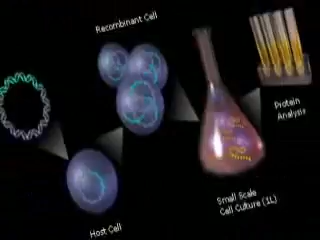 Recombinant Cell
Protein
Analysis
Small Scale
Cell Culture (1L)
Host Cell